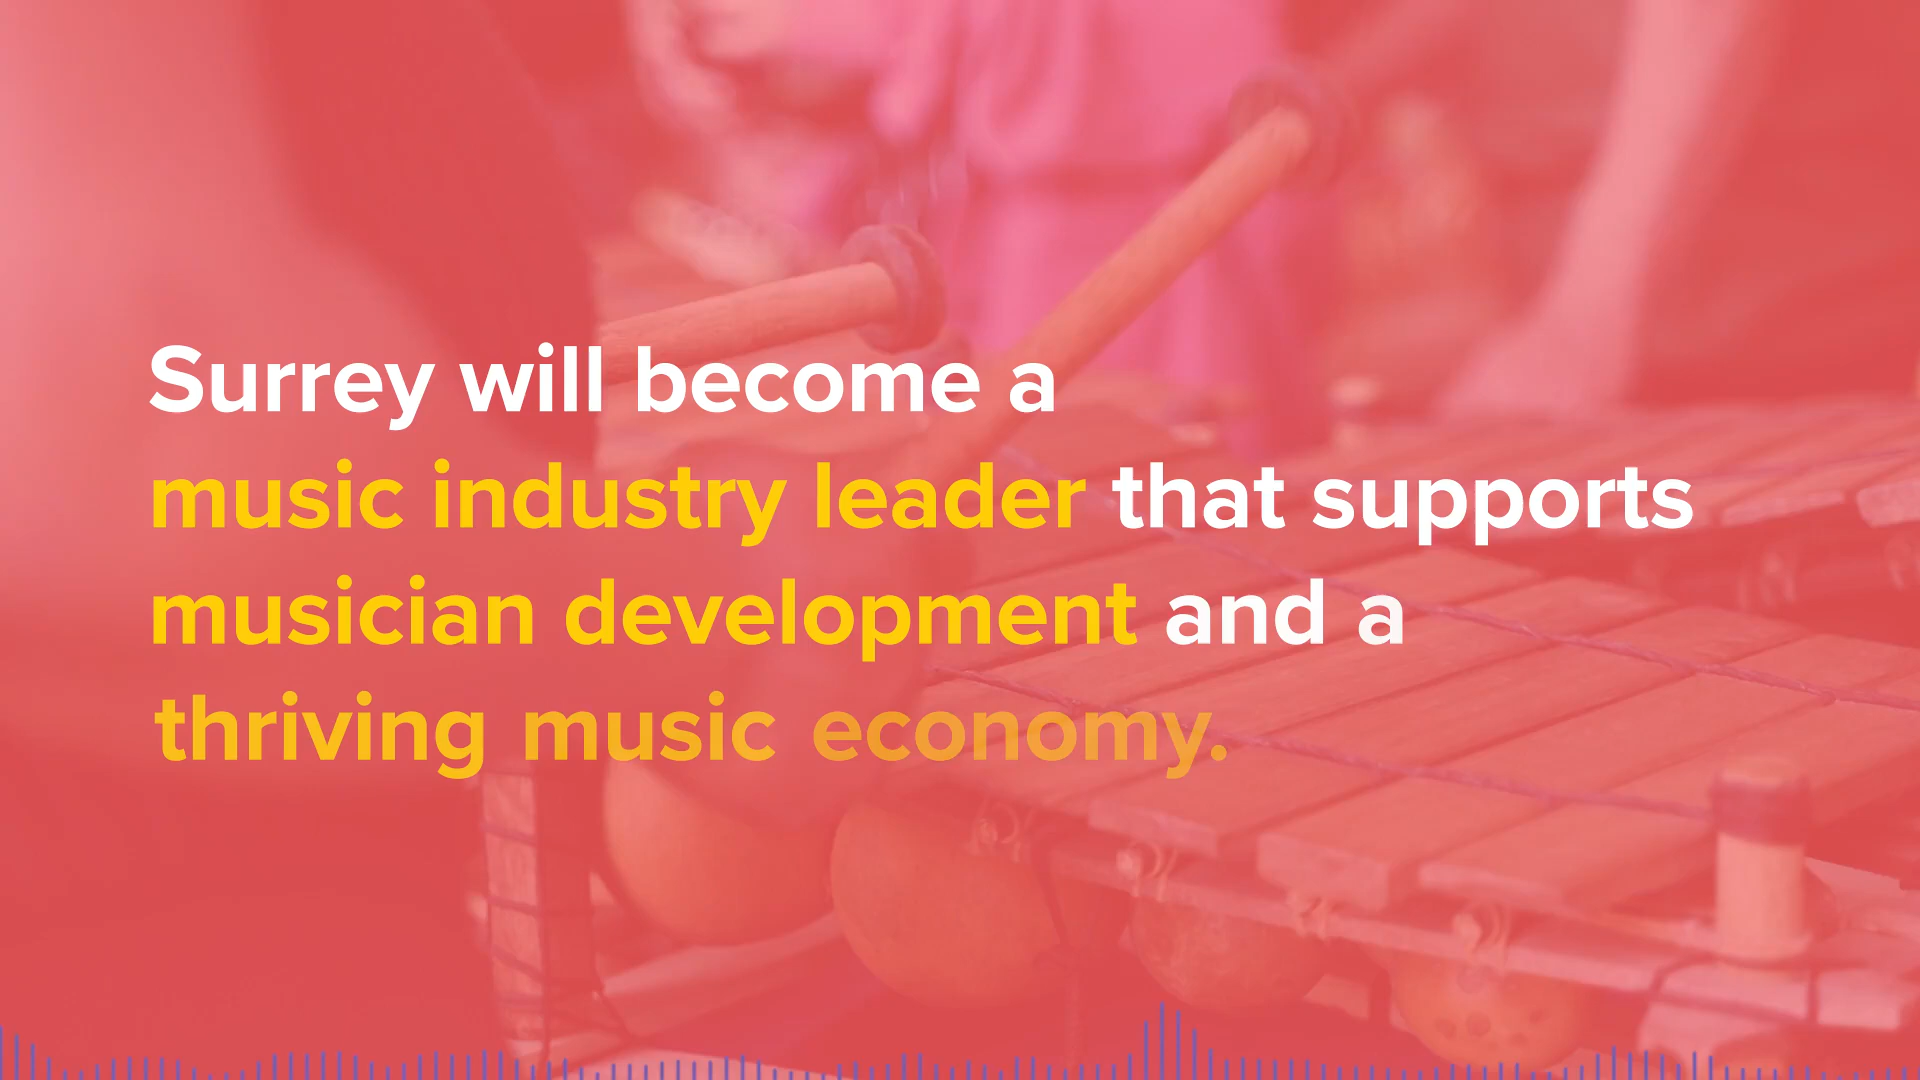 Surrey will become a
music industry leader that supports
musician development and a
thriving music economy.